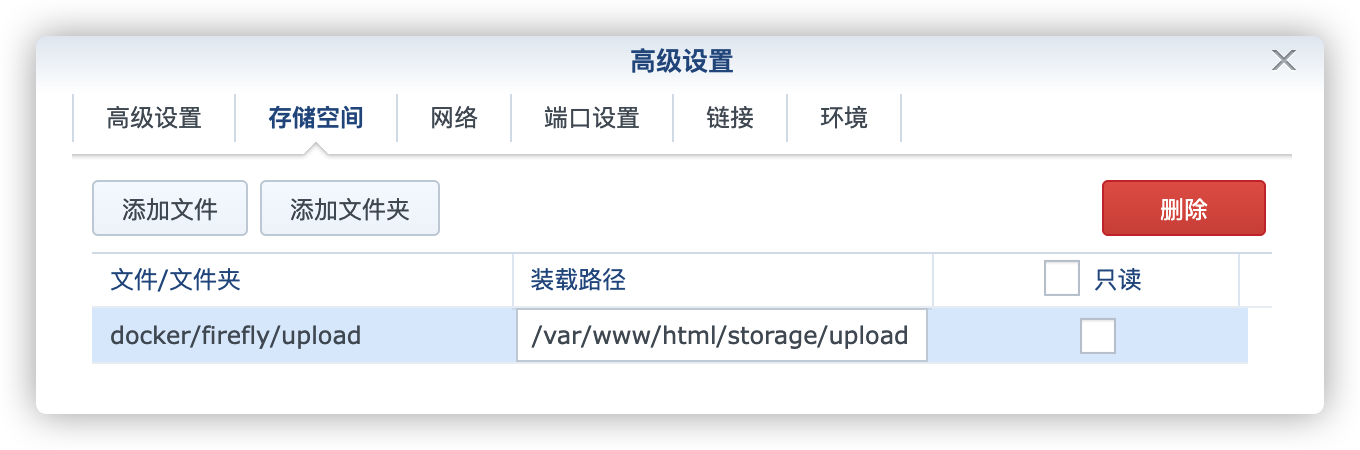 高级设置
高级设置 存储空间 网络 端口设置 链接 环境
添加文件 添加文件夹 删除
文件/文件夹 装载路径 只读
docker/firefly/upload /var/www/html/storage/upload